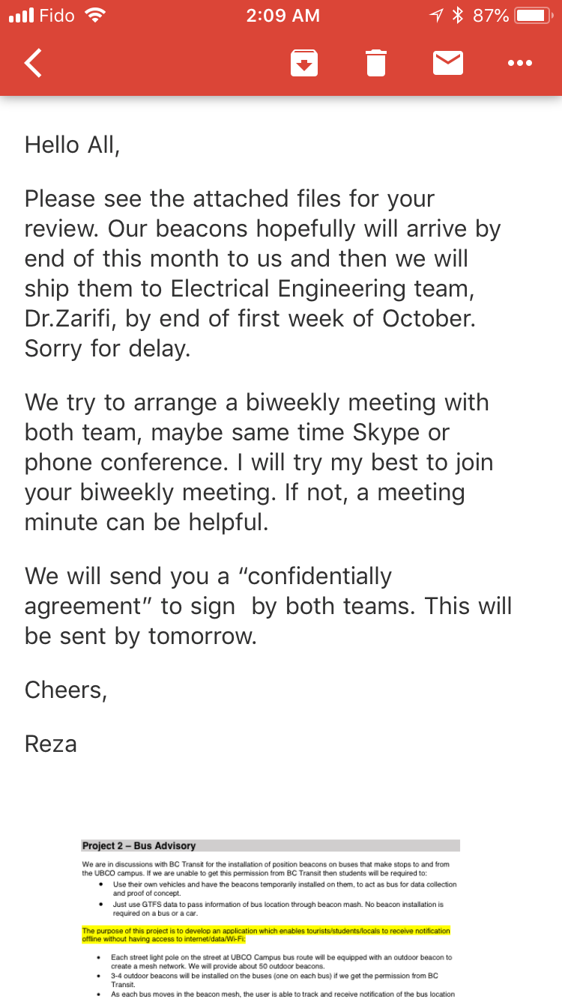 Fido 2:09 AM 87%
Hello All,
Please see the attached files for your
review. Our beacons hopefully will arrive by
end of this month to us and then we will
ship them to Electrical Engineering team,
Dr.Zarifi, by end of first week of October.
Sorry for delay.
We try to arrange a biweekly meeting with
both team, maybe same time Skype or
phone conference. I will try my best to join
your biweekly meeting. If not, a meeting
minute can be helpful.
We will send you a “confidentially
agreement” to sign  by both teams. This will
be sent by tomorrow.
Cheers,
Reza
Project 2 – Bus Advisory
We are in discussions with BC Transit for the installation of position beacons on buses that make stops to and from
the UBCO campus. If we are unable to get this permission from BC Transit then students will be required to:
• Use their own vehicles and have the beacons temporarily installed on them, to act as bus for data collection
and proof of concept.
• Just use GTFS data to pass information of bus location through beacon mash. No beacon installation is
required on a bus or a car.
The purpose of this project is to develop an application which enables tourists/students/locals to receive notification
offline without having access to internet/data/Wi-Fi:
• Each street light pole on the street at UBCO Campus bus route will be equipped with an outdoor beacon to
create a mesh network. We will provide about 50 outdoor beacons.
• 3-4 outdoor beacons will be installed on the buses (one on each bus) if we get the permission from BC
Transit.
• As each bus moves in the beacon mesh, the user is able to track and receive notification of the bus location